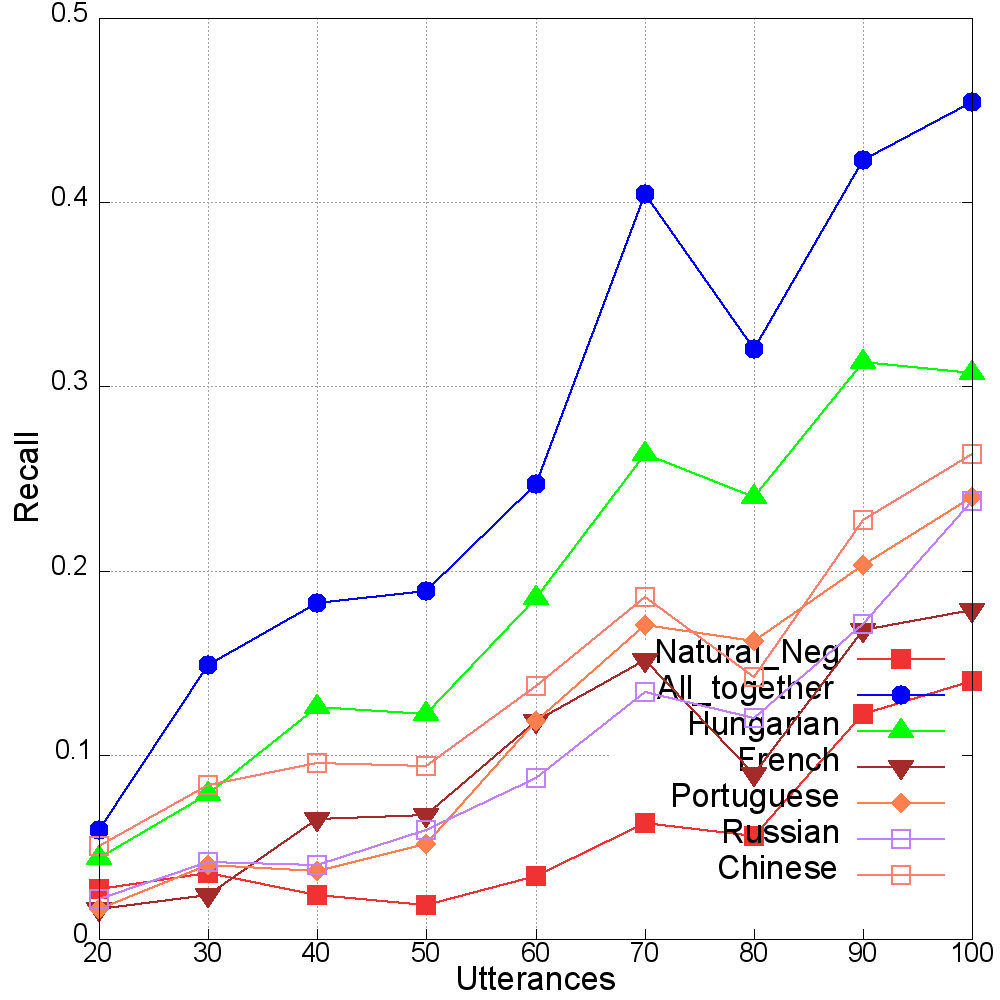 0.5
0.4
0.3
0.2
0.1
0
Recall
20 30 40 50 60 70 80 90 100
Utterances
Natural_Neg
All_together
Hungarian
French
Portuguese
Russian
Chinese